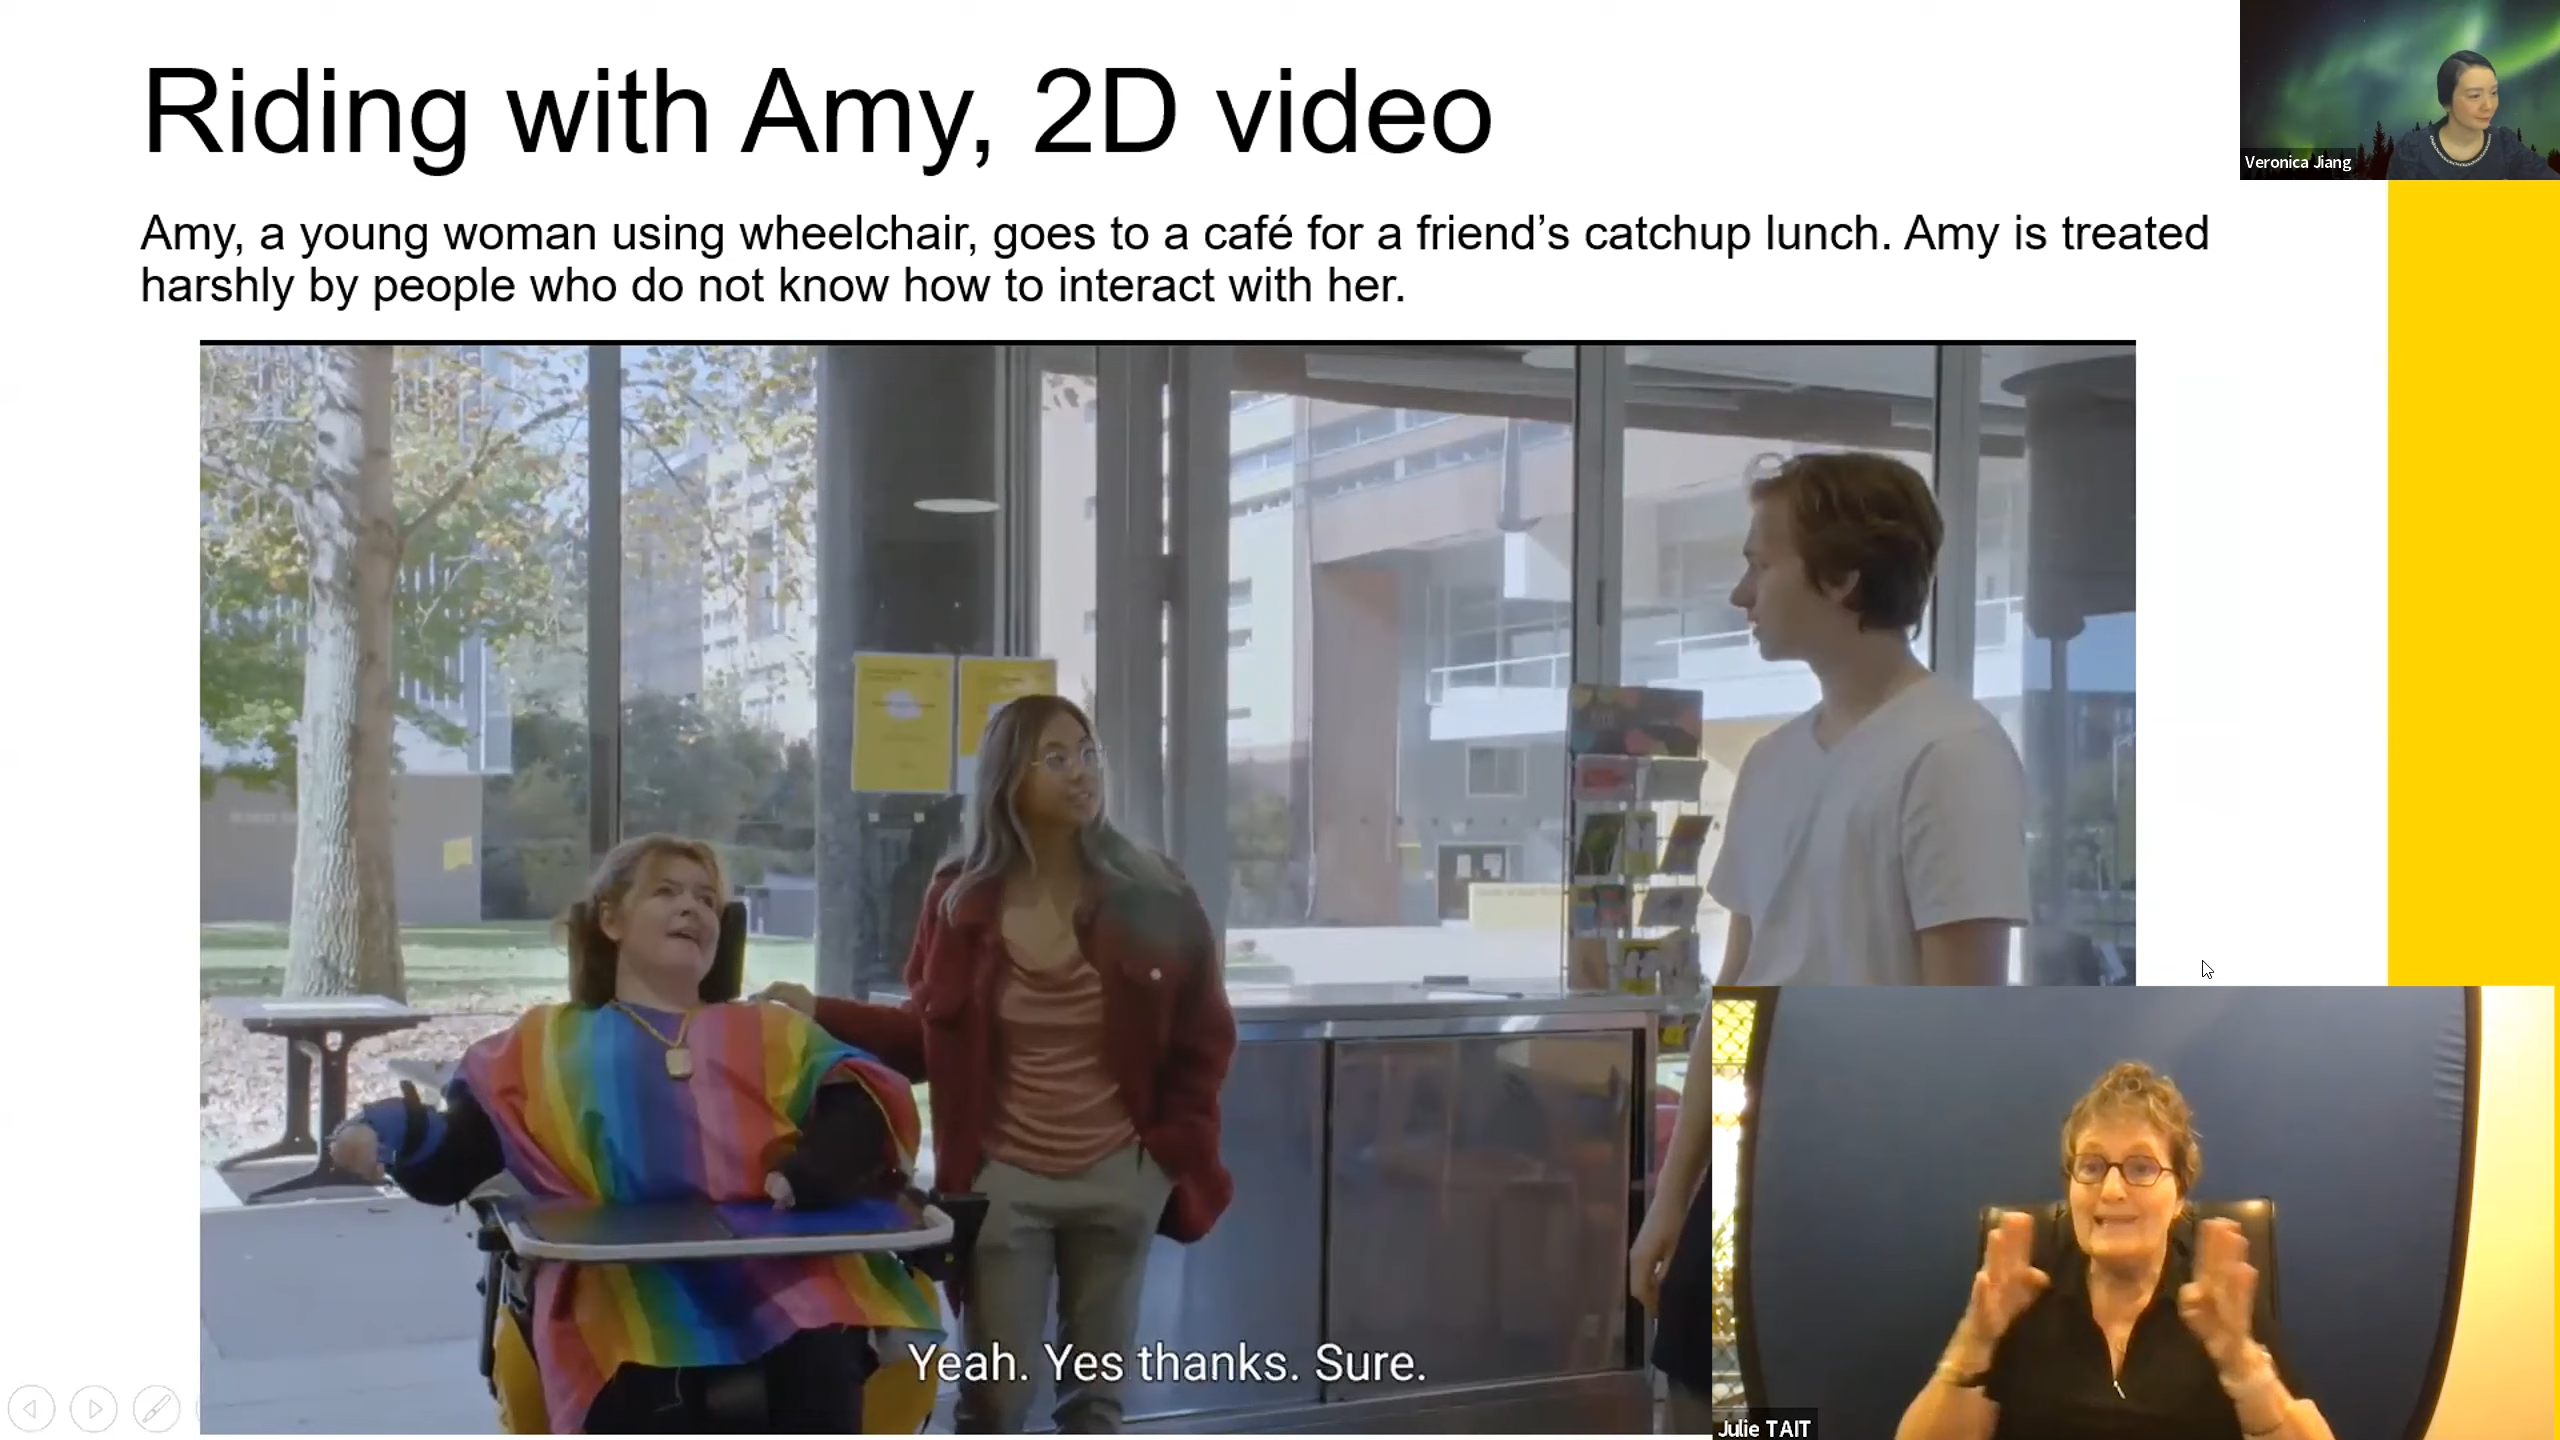 Riding with Amy, 2D video
Veronica Jiang
Amy, a young woman using wheelchair, goes to a café for a friend’s catchup lunch. Amy is treated
harshly by people who do not know how to interact with her.
Yeah. Yes thanks. Sure.
Julie TAIT